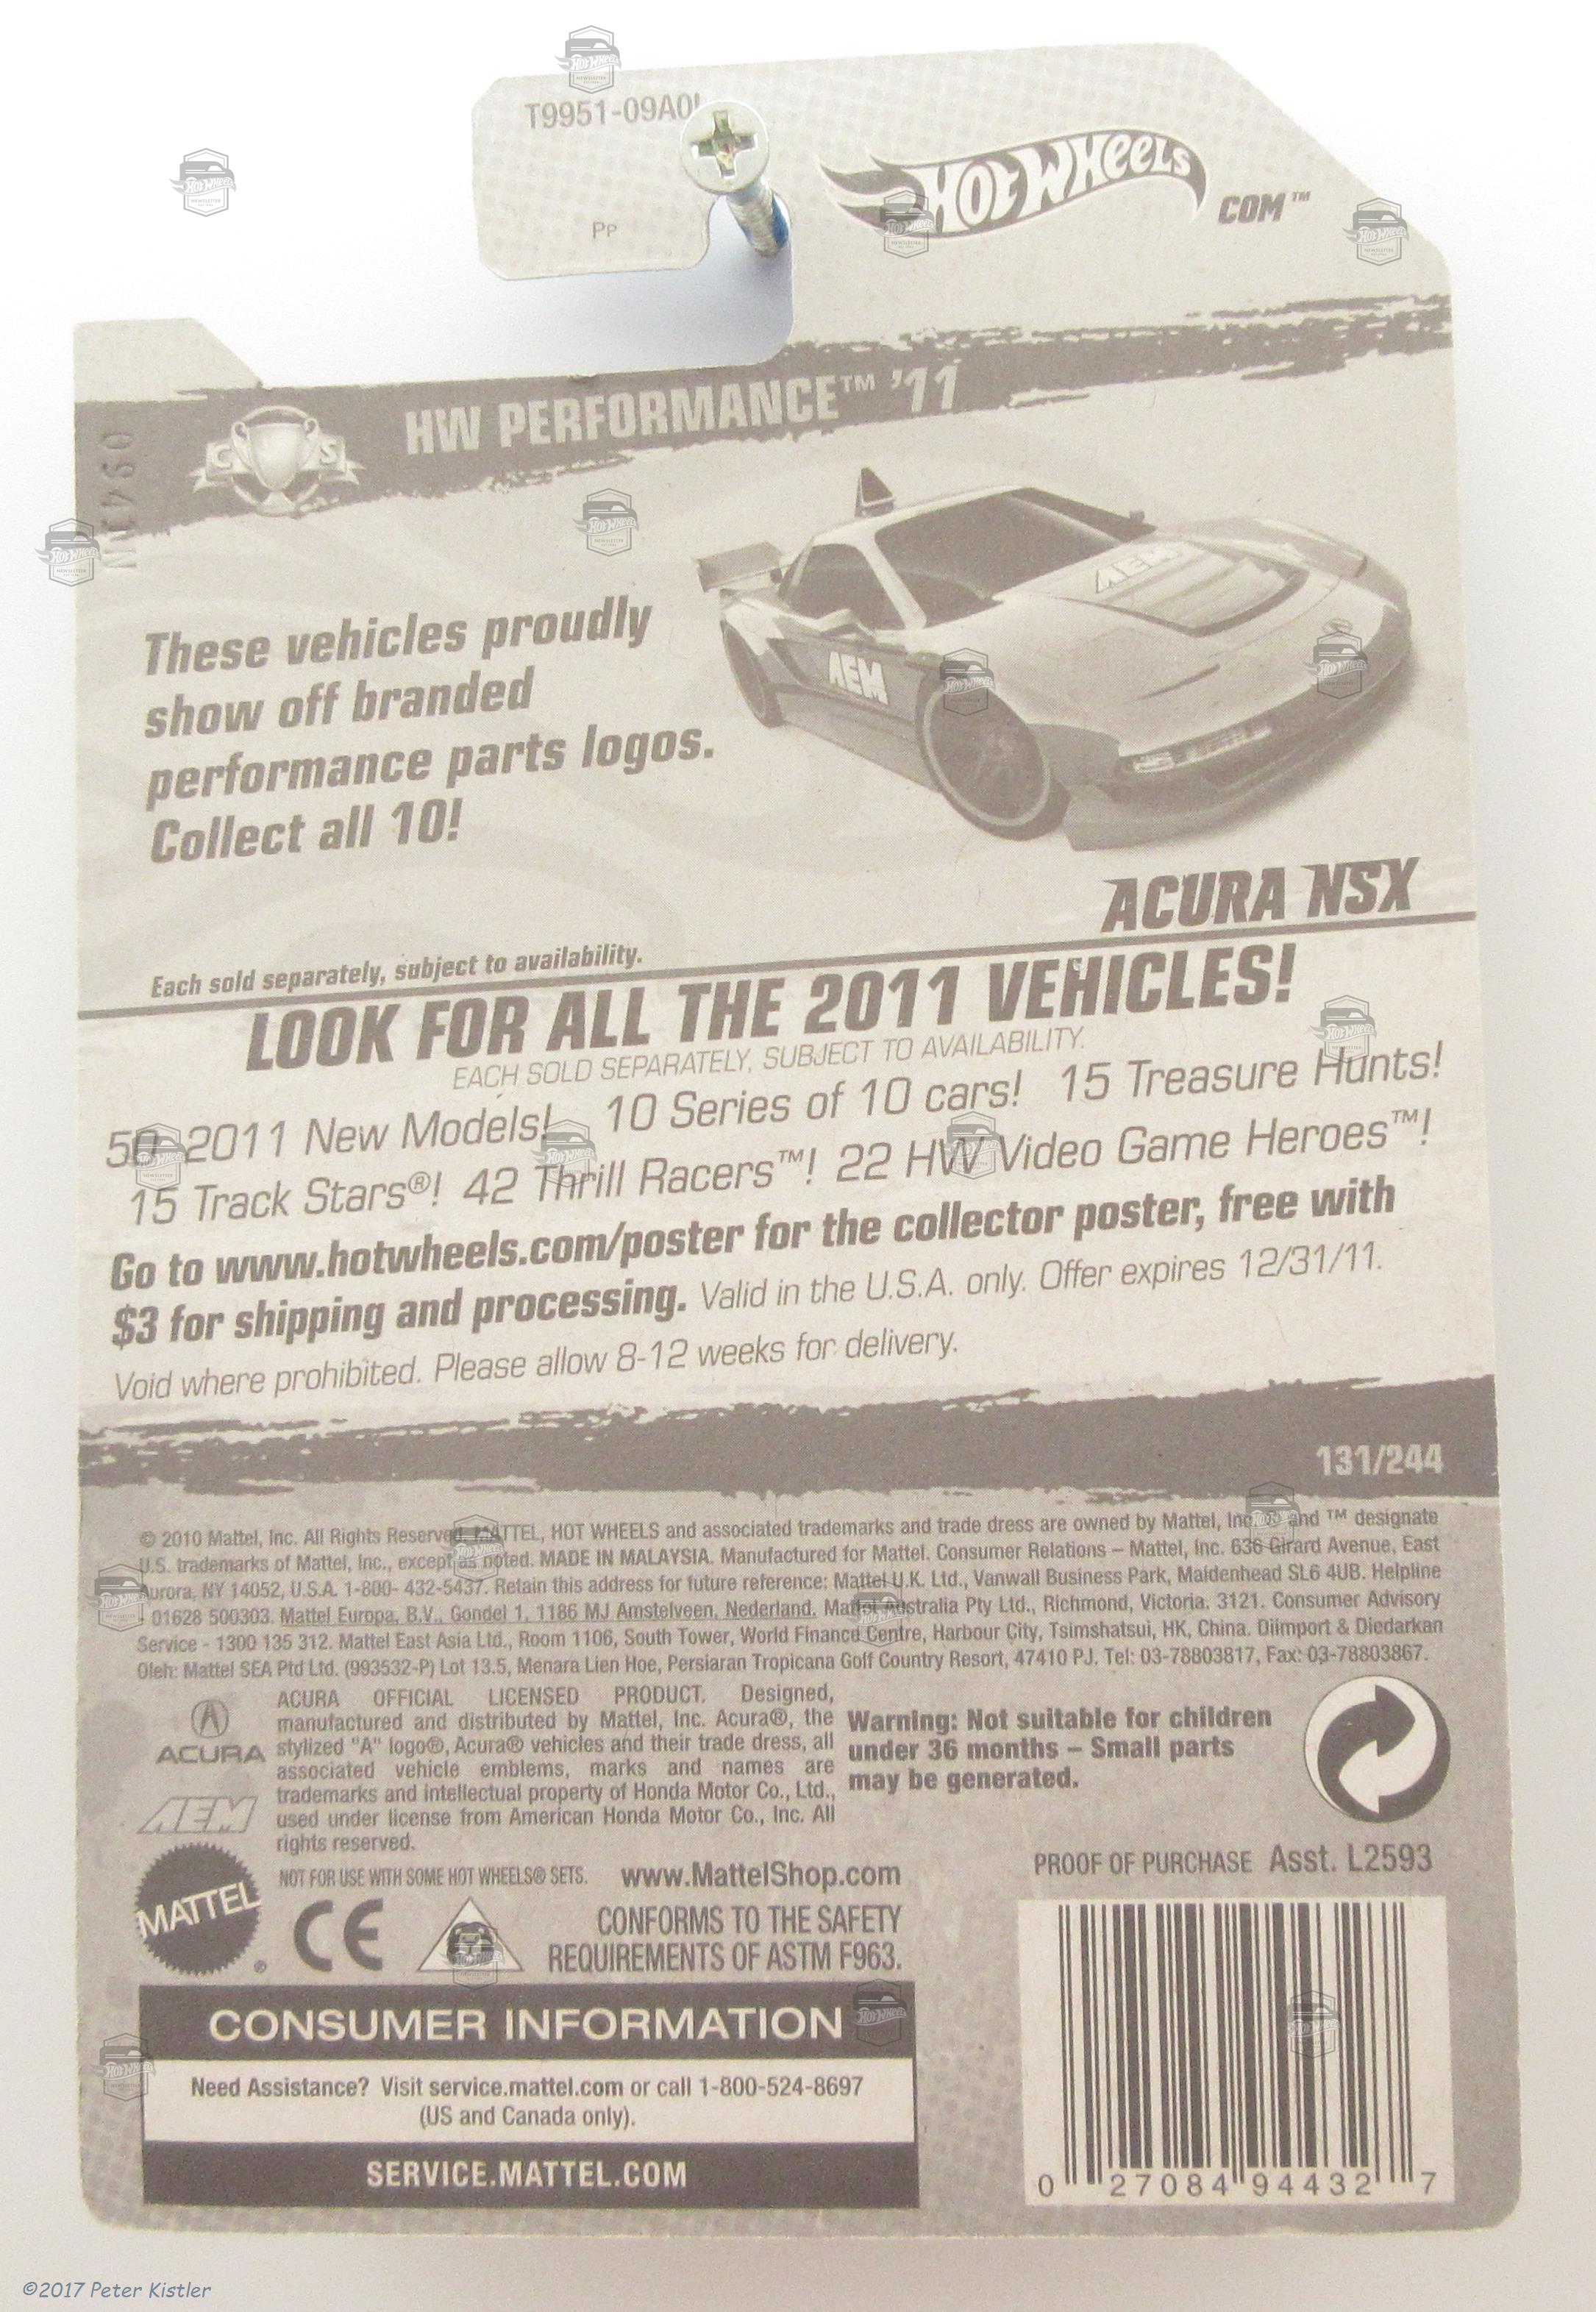 T9951-09A0
Pp
HOT WHEELS
COM™
HW PERFORMANCE™ '11
C S
These vehicles proudly
show off branded
performance parts logos.
Collect all 10!
AEM
AEM
ACURA NSX
Each sold separately, subject to availability.
LOOK FOR ALL THE 2011 VEHICLES!
EACH SOLD SEPARATELY, SUBJECT TO AVAILABILITY.
50 2011 New Models! 10 Series of 10 cars! 15 Treasure Hunts!
15 Track Stars®! 42 Thrill Racers™! 22 HW Video Game Heroes™!
Go to www.hotwheels.com/poster for the collector poster, free with
$3 for shipping and processing. Valid in the U.S.A. only. Offer expires 12/31/11.
Void where prohibited. Please allow 8-12 weeks for delivery.
131/244
© 2010 Mattel, Inc. All Rights Reserved. MATTEL, HOT WHEELS and associated trademarks and trade dress are owned by Mattel, Inc. ® and ™ designate
U.S. trademarks of Mattel, Inc., except as noted. MADE IN MALAYSIA. Manufactured for Mattel. Consumer Relations – Mattel, Inc. 636 Girard Avenue, East
Aurora, NY 14052, U.S.A. 1-800- 432-5437. Retain this address for future reference: Mattel U.K. Ltd., Vanwall Business Park, Maidenhead SL6 4UB. Helpline
01628 500303. Mattel Europa, B.V., Gondel 1, 1186 MJ Amstelveen, Nederland. Mattel Australia Pty Ltd., Richmond, Victoria. 3121. Consumer Advisory
Service - 1300 135 312. Mattel East Asia Ltd., Room 1106, South Tower, World Finance Centre, Harbour City, Tsimshatsui, HK, China. Diimport & Diedarkan
Oleh: Mattel SEA Ptd Ltd. (993532-P) Lot 13.5, Menara Lien Hoe, Persiaran Tropicana Golf Country Resort, 47410 PJ. Tel: 03-78803817, Fax: 03-78803867.
ACURA
AEM
ACURA OFFICIAL LICENSED PRODUCT. Designed,
manufactured and distributed by Mattel, Inc. Acura®, the
stylized "A" logo®, Acura® vehicles and their trade dress, all
associated vehicle emblems, marks and names are
trademarks and intellectual property of Honda Motor Co., Ltd.,
used under license from American Honda Motor Co., Inc. All
rights reserved.
Warning: Not suitable for children
under 36 months – Small parts
may be generated.
MATTEL®
NOT FOR USE WITH SOME HOT WHEELS® SETS. www.MattelShop.com
CE
CONFORMS TO THE SAFETY
REQUIREMENTS OF ASTM F963.
PROOF OF PURCHASE Asst. L2593
CONSUMER INFORMATION
Need Assistance? Visit service.mattel.com or call 1-800-524-8697
(US and Canada only).
SERVICE.MATTEL.COM
0 27084 94432 7
©2017 Peter Kistler